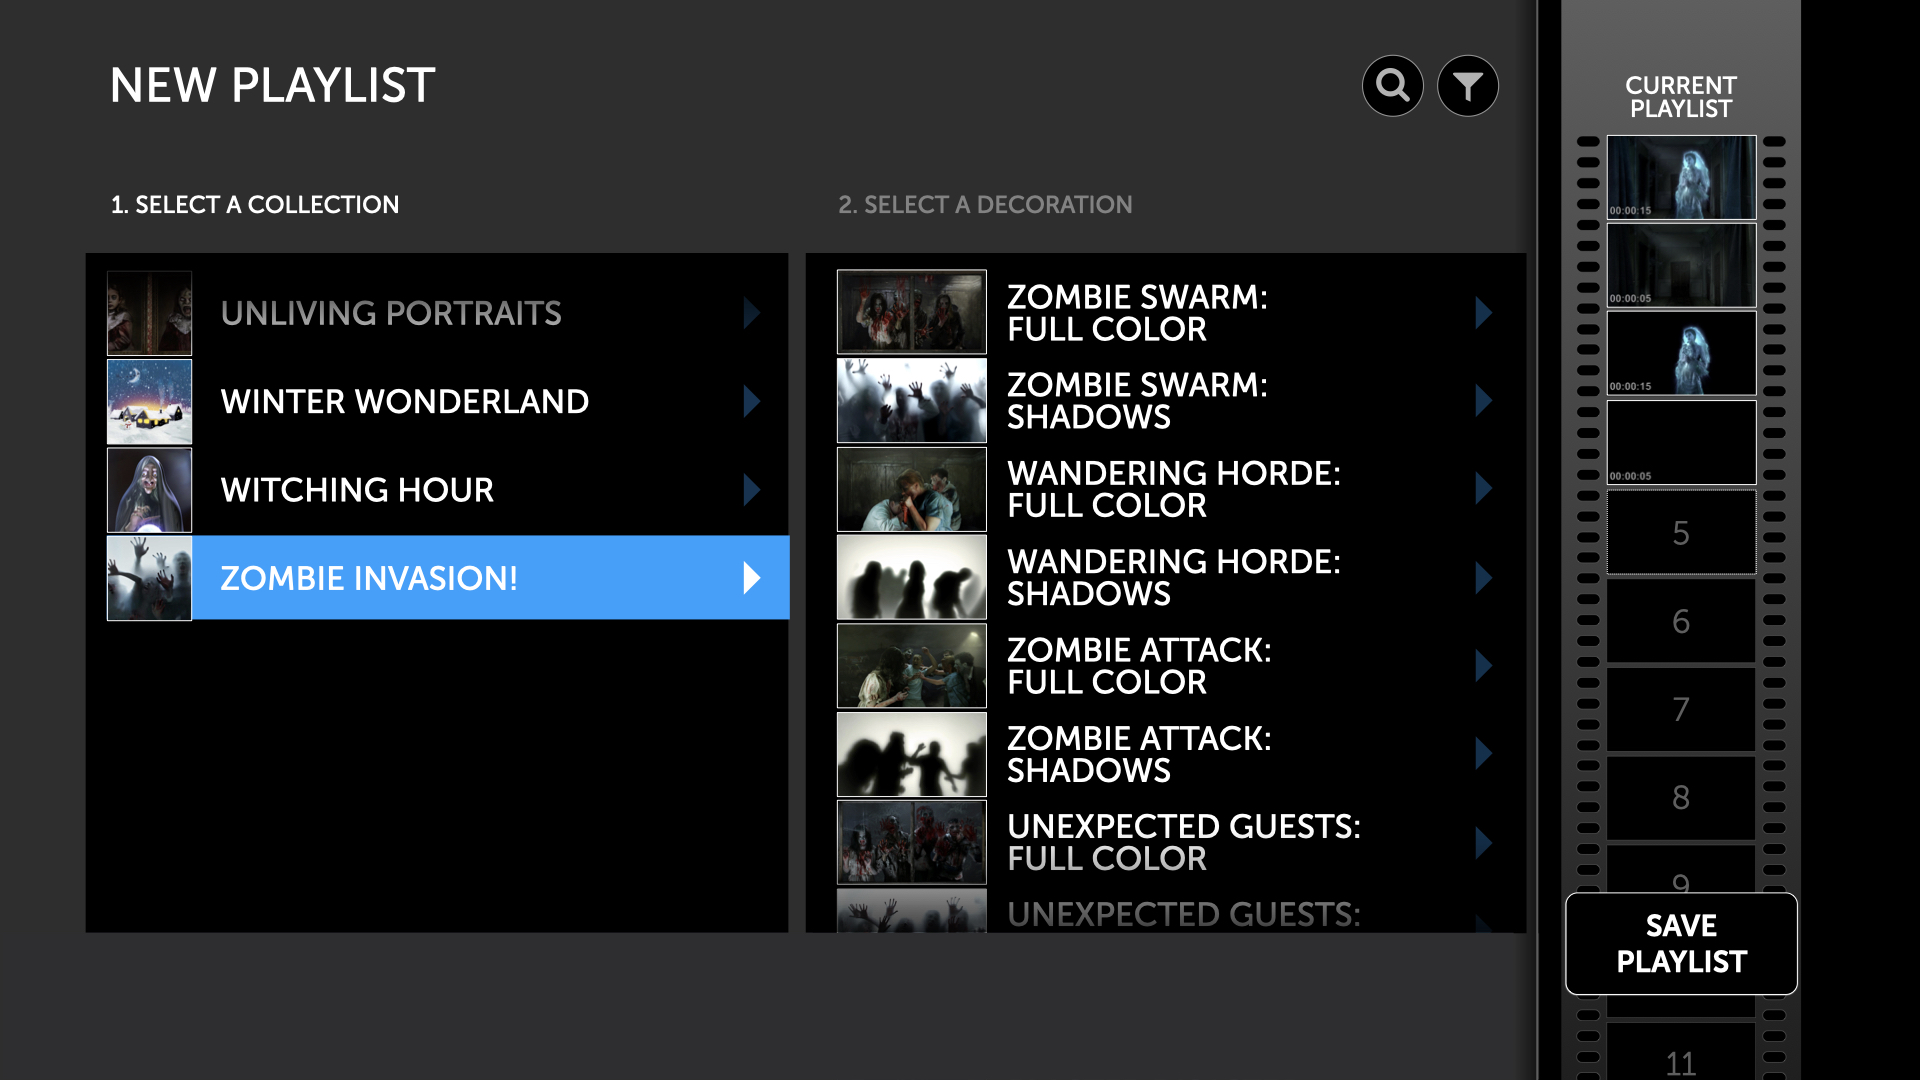 NEW PLAYLIST
1. SELECT A COLLECTION
UNLIVING PORTRAITS
WINTER WONDERLAND
WITCHING HOUR
ZOMBIE INVASION!
2. SELECT A DECORATION
ZOMBIE SWARM:
FULL COLOR
ZOMBIE SWARM:
SHADOWS
WANDERING HORDE:
FULL COLOR
WANDERING HORDE:
SHADOWS
ZOMBIE ATTACK:
FULL COLOR
ZOMBIE ATTACK:
SHADOWS
UNEXPECTED GUESTS:
FULL COLOR
UNEXPECTED GUESTS:
CURRENT
PLAYLIST
00:00:15
00:00:05
00:00:15
00:00:05
5
6
7
8
9
SAVE
PLAYLIST
11